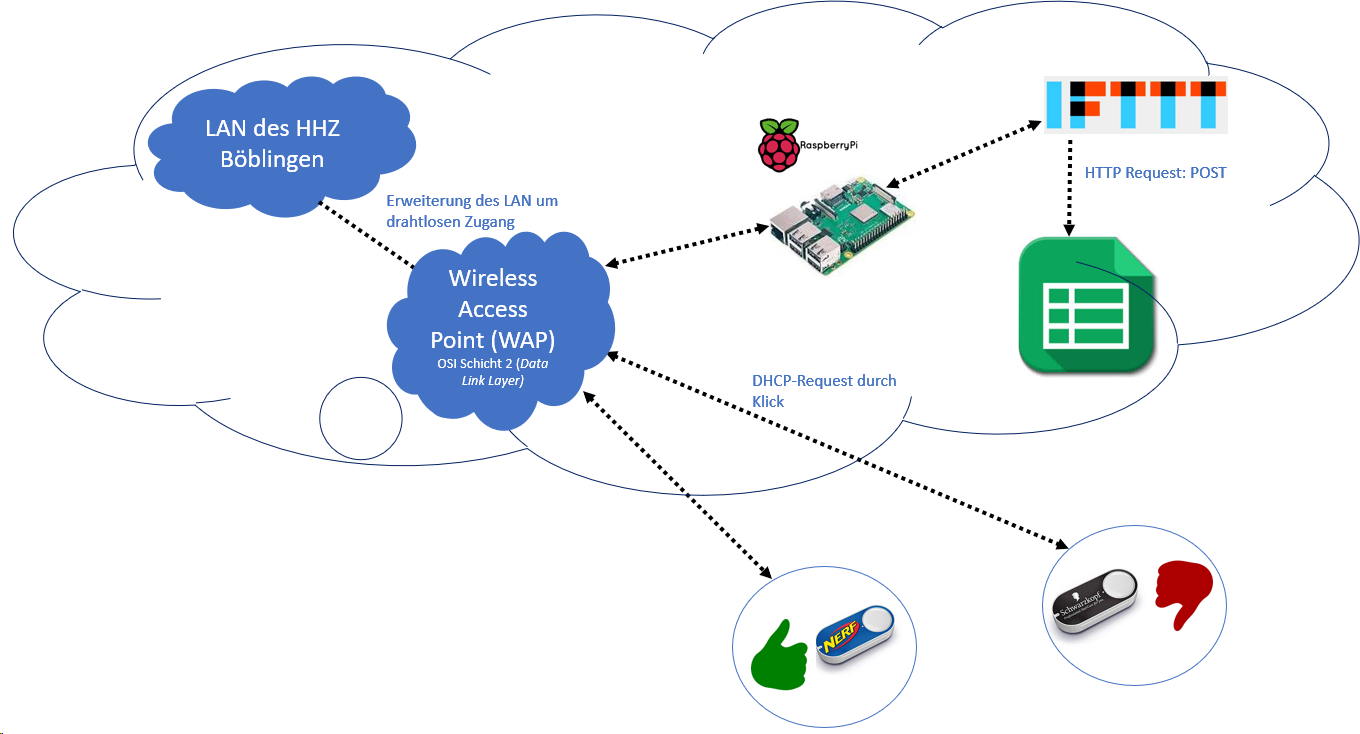 LAN des HHZ
Böblingen
Erweiterung des LAN um
drahtlosen Zugang
Wireless
Access
Point (WAP)
OSI Schicht 2 (Data
Link Layer)
RaspberryPi
IFTTT
HTTP Request: POST
DHCP-Request durch
Klick
NERF
Schwarzkopf